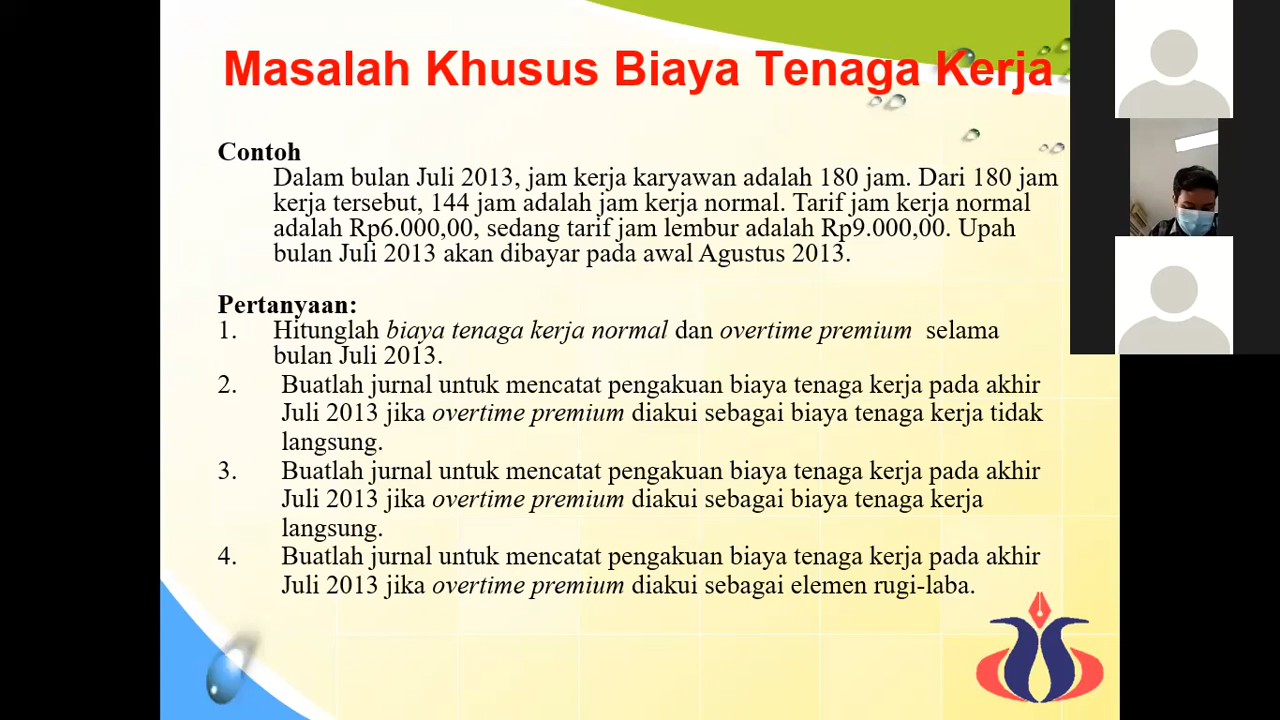 Masalah Khusus Biaya Tenaga Kerja
Contoh
Dalam bulan Juli 2013, jam kerja karyawan adalah 180 jam. Dari 180 jam
kerja tersebut, 144 jam adalah jam kerja normal. Tarif jam kerja normal
adalah Rp6.000,00, sedang tarif jam lembur adalah Rp9.000,00. Upah
bulan Juli 2013 akan dibayar pada awal Agustus 2013.
Pertanyaan:
1. Hitunglah biaya tenaga kerja normal dan overtime premium selama
bulan Juli 2013.
2. Buatlah jurnal untuk mencatat pengakuan biaya tenaga kerja pada akhir
Juli 2013 jika overtime premium diakui sebagai biaya tenaga kerja tidak
langsung.
3. Buatlah jurnal untuk mencatat pengakuan biaya tenaga kerja pada akhir
Juli 2013 jika overtime premium diakui sebagai biaya tenaga kerja
langsung.
4. Buatlah jurnal untuk mencatat pengakuan biaya tenaga kerja pada akhir
Juli 2013 jika overtime premium diakui sebagai elemen rugi-laba.